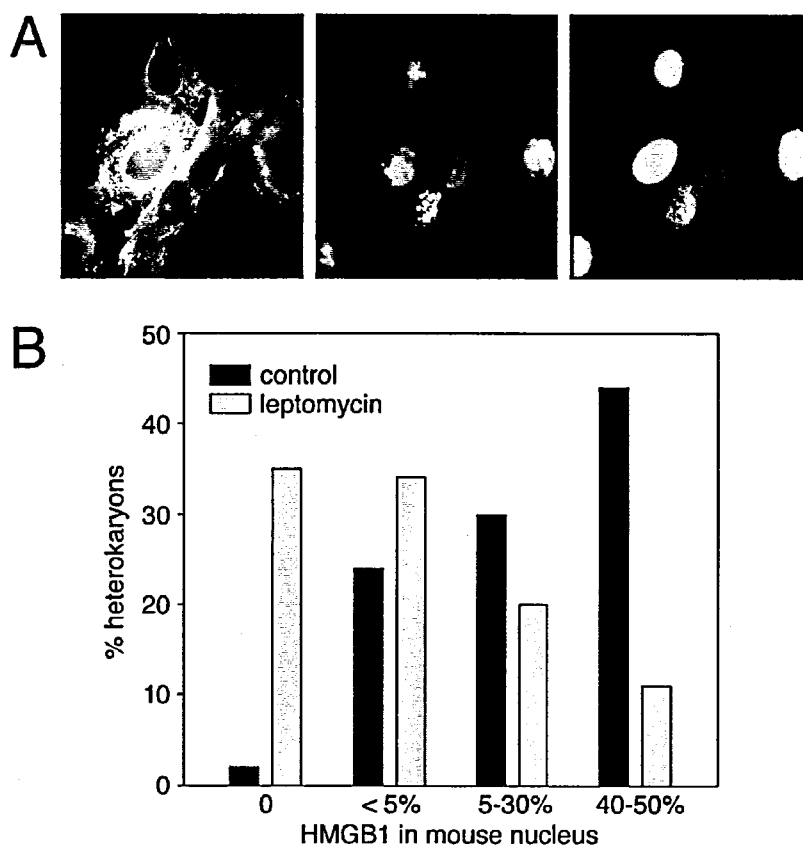 A
B
50
40
30
20
10
0
% heterokaryons
control
leptomycin
0
< 5%
5-30%
40-50%
HMGB1 in mouse nucleus